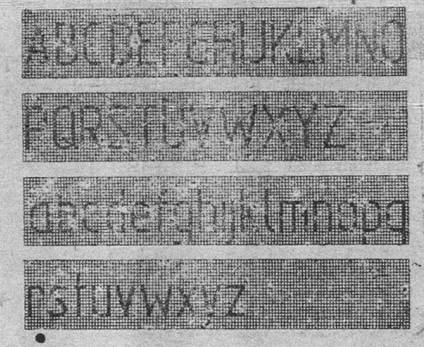 ABCDEFGHIJKLMNO
PQRSTUVWXYZ
abcdefghijklmnopq
rstuvwxyz